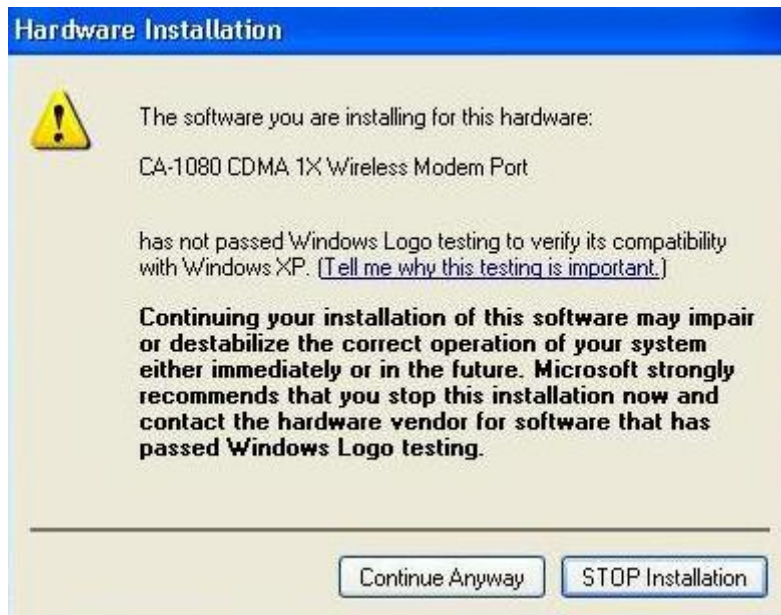 Hardware Installation
The software you are installing for this hardware:
CA-1080 CDMA 1X Wireless Modem Port
has not passed Windows Logo testing to verify its compatibility
with Windows XP. (Tell me why this testing is important.)
Continuing your installation of this software may impair
or destabilize the correct operation of your system
either immediately or in the future. Microsoft strongly
recommends that you stop this installation now and
contact the hardware vendor for software that has
passed Windows Logo testing.
Continue Anyway
STOP Installation